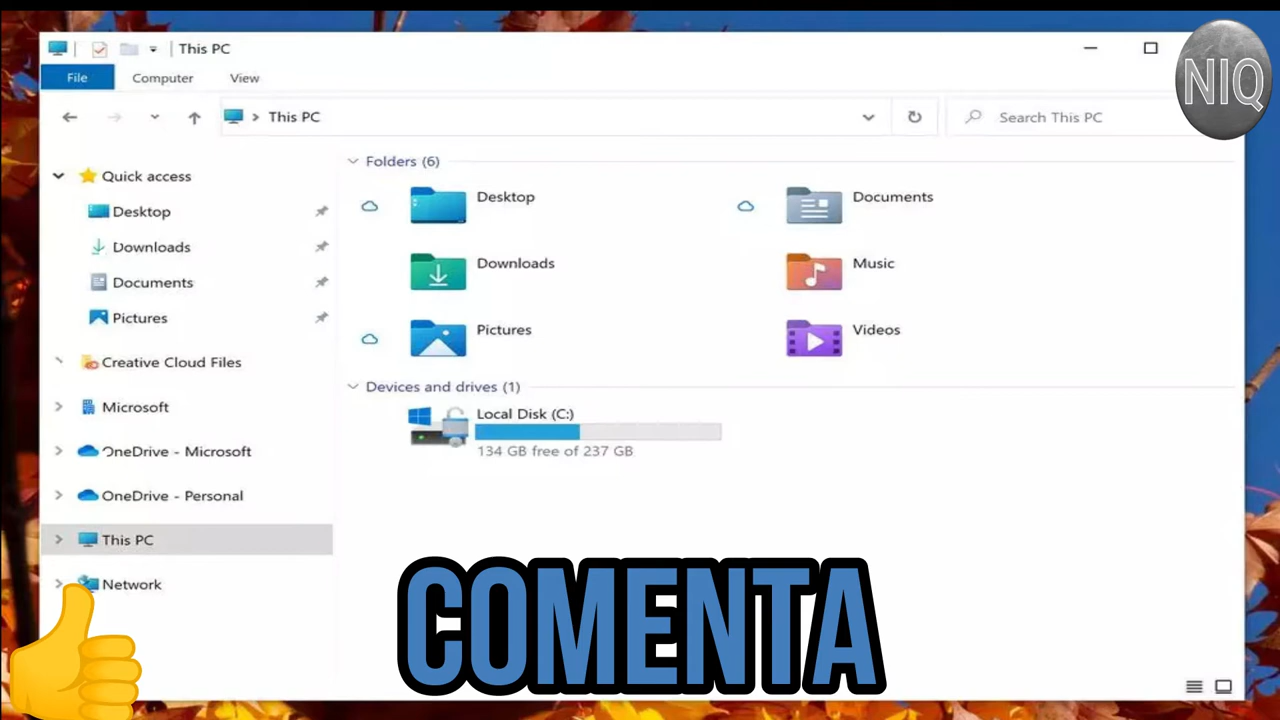 This PC
NIQ
File Computer View
This PC
Search This PC
Quick access
Desktop
Downloads
Documents
Pictures
Creative Cloud Files
Microsoft
OneDrive - Microsoft
OneDrive - Personal
This PC
Network
Folders (6)
Desktop
Documents
Downloads
Music
Pictures
Videos
Devices and drives (1)
Local Disk (C:)
134 GB free of 237 GB
COMENTA